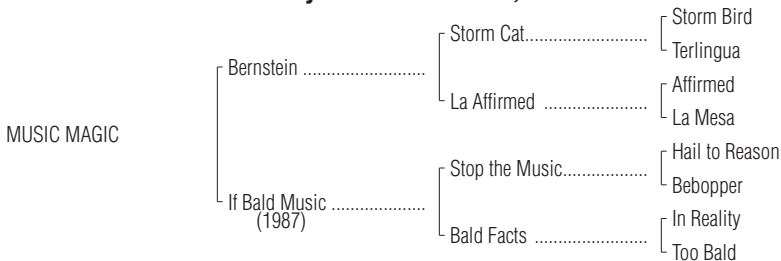 Storm Bird
Storm Cat..............................
Terlingua
Bernstein ..............................
Affirmed
La Affirmed .........................
La Mesa
MUSIC MAGIC
Hail to Reason
Stop the Music.....................
Bebopper
If Bald Music .......................
(1987)
In Reality
Bald Facts ...........................
Too Bald